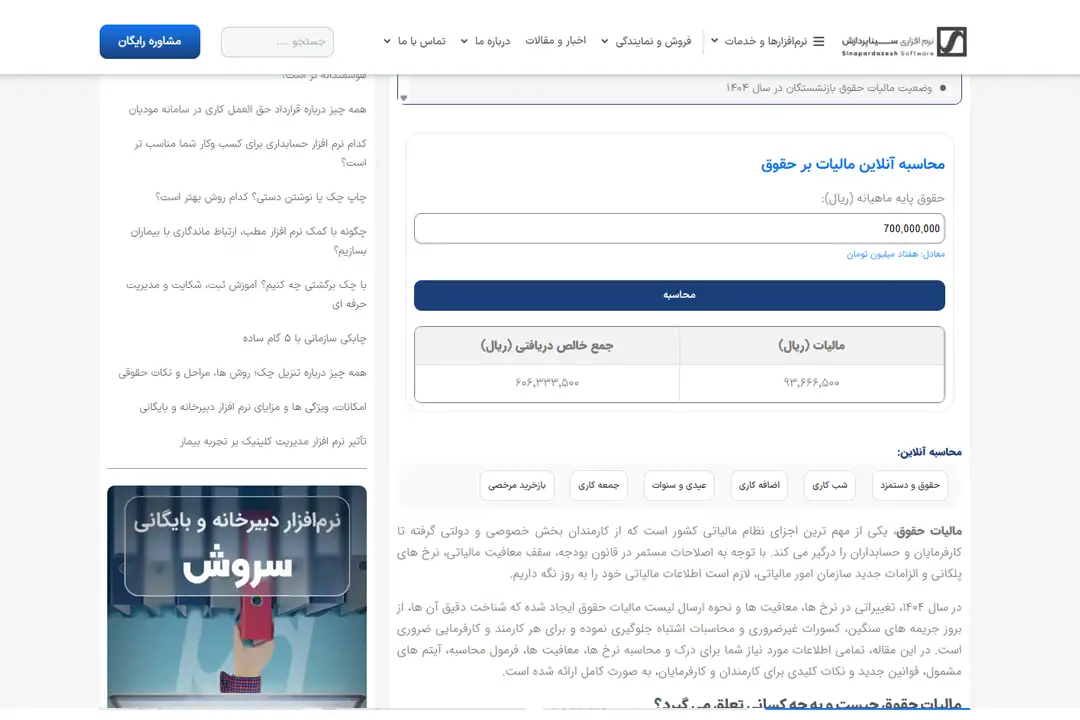 نرم افزاری سیناپردازش
Sinapardazesh Software
نرم‌افزارها و خدمات
فروش و نمایندگی
اخبار و مقالات
درباره ما
تماس با ما
جستجو ....
مشاوره رایگان
وضعیت مالیات حقوق بازنشستگان در سال ۱۴۰۴
محاسبه آنلاین مالیات بر حقوق
حقوق پایه ماهیانه (ریال):
700,000,000
معادل: هفتاد میلیون تومان
محاسبه
مالیات (ریال)
جمع خالص دریافتی (ریال)
۹۳,۶۶۶,۵۰۰
۶۰۶,۳۳۳,۵۰۰
محاسبه آنلاین:
حقوق و دستمزد
شب کاری
اضافه کاری
عیدی و سنوات
جمعه کاری
بازخرید مرخصی
مالیات حقوق، یکی از مهم ترین اجزای نظام مالیاتی کشور است که از کارمندان بخش خصوصی و دولتی گرفته تا
کارفرمایان و حسابداران را درگیر می کند. با توجه به اصلاحات مستمر در قانون بودجه، سقف معافیت مالیاتی، نرخ های
پلکانی و الزامات جدید سازمان امور مالیاتی، لازم است اطلاعات مالیاتی خود را به روز نگه داریم.
در سال ۱۴۰۴، تغییراتی در نرخ ها، معافیت ها و نحوه ارسال لیست مالیات حقوق ایجاد شده که شناخت دقیق آن ها، از
بروز جریمه های سنگین، کسورات غیرضروری و محاسبات اشتباه جلوگیری نموده و برای هر کارمند و کارفرمایی ضروری
است. در این مقاله، تمامی اطلاعات مورد نیاز شما برای درک و محاسبه نرخ ها، معافیت ها، فرمول محاسبه، آیتم های
مشمول، قوانین جدید و نکات کلیدی برای کارمندان و کارفرمایان، به صورت کامل ارائه شده است.
مالیات حقوق چیست و به چه کسانی تعلق می گیرد؟
هوشمندانه تر است؟
همه چیز درباره قرارداد حق العمل کاری در سامانه مودیان
کدام نرم افزار حسابداری برای کسب وکار شما مناسب تر
است؟
چاپ چک یا نوشتن دستی؟ کدام روش بهتر است؟
چگونه با کمک نرم افزار مطب، ارتباط ماندگاری با بیماران
بسازیم؟
با چک برگشتی چه کنیم؟ آموزش ثبت، شکایت و مدیریت
حرفه ای
چابکی سازمانی با ۵ گام ساده
همه چیز درباره تنزیل چک؛ روش ها، مراحل و نکات حقوقی
امکانات، ویژگی ها و مزایای نرم افزار دبیرخانه و بایگانی
تأثیر نرم افزار مدیریت کلینیک بر تجربه بیمار
نرم‌افزار دبیرخانه و بایگانی
سروش